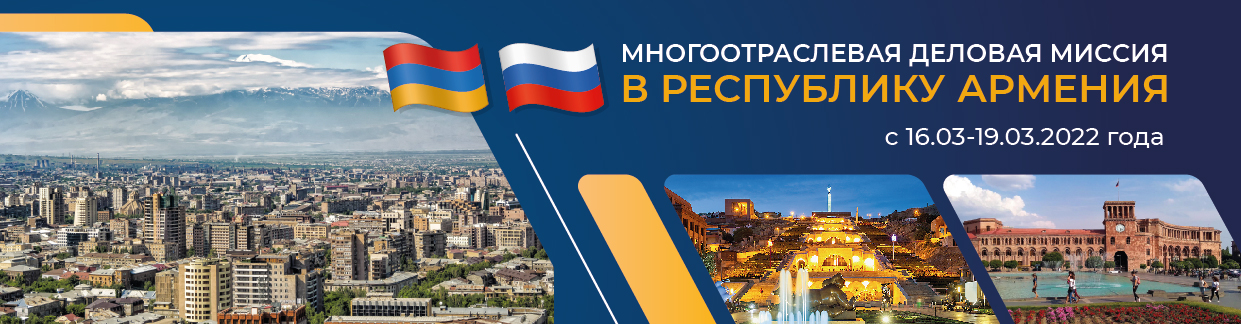 МНОГООТРАСЛЕВАЯ ДЕЛОВАЯ МИССИЯ
В РЕСПУБЛИКУ АРМЕНИЯ
с 16.03-19.03.2022 года